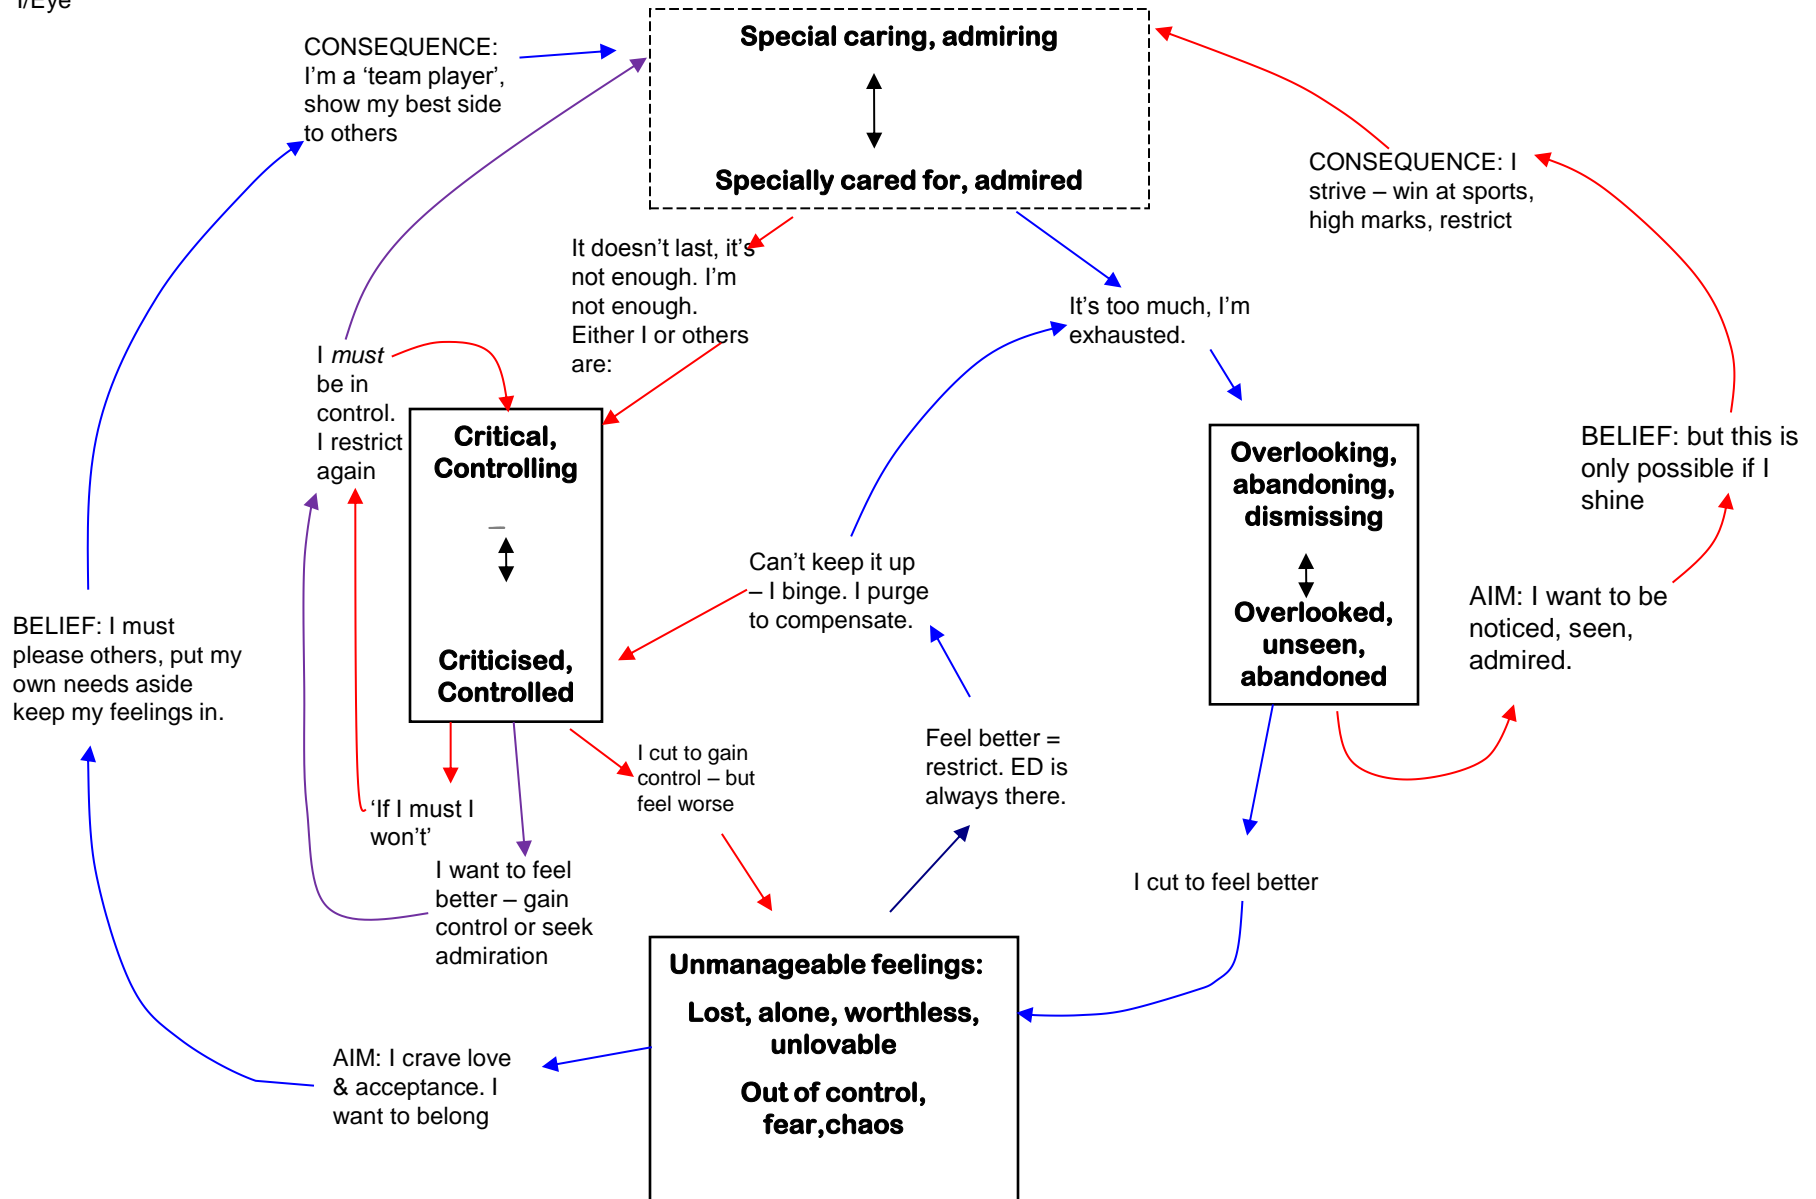 I/Eye
CONSEQUENCE:
I’m a ‘team player’,
show my best side
to others
Special caring, admiring
Specially cared for, admired
CONSEQUENCE: I
strive – win at sports,
high marks, restrict
It doesn’t last, it’s
not enough. I’m
not enough.
Either I or others
are:
It’s too much, I’m
exhausted.
I must
be in
control.
I restrict
again
Critical,
Controlling
Criticised,
Controlled
Overlooking,
abandoning,
dismissing
Overlooked,
unseen,
abandoned
BELIEF: but this is
only possible if I
shine
Can’t keep it up
– I binge. I purge
to compensate.
AIM: I want to be
noticed, seen,
admired.
BELIEF: I must
please others, put my
own needs aside
keep my feelings in.
I cut to gain
control – but
feel worse
Feel better =
restrict. ED is
always there.
‘If I must I
won’t’
I want to feel
better – gain
control or seek
admiration
I cut to feel better
Unmanageable feelings:
Lost, alone, worthless,
unlovable
Out of control,
fear,chaos
AIM: I crave love
& acceptance. I
want to belong